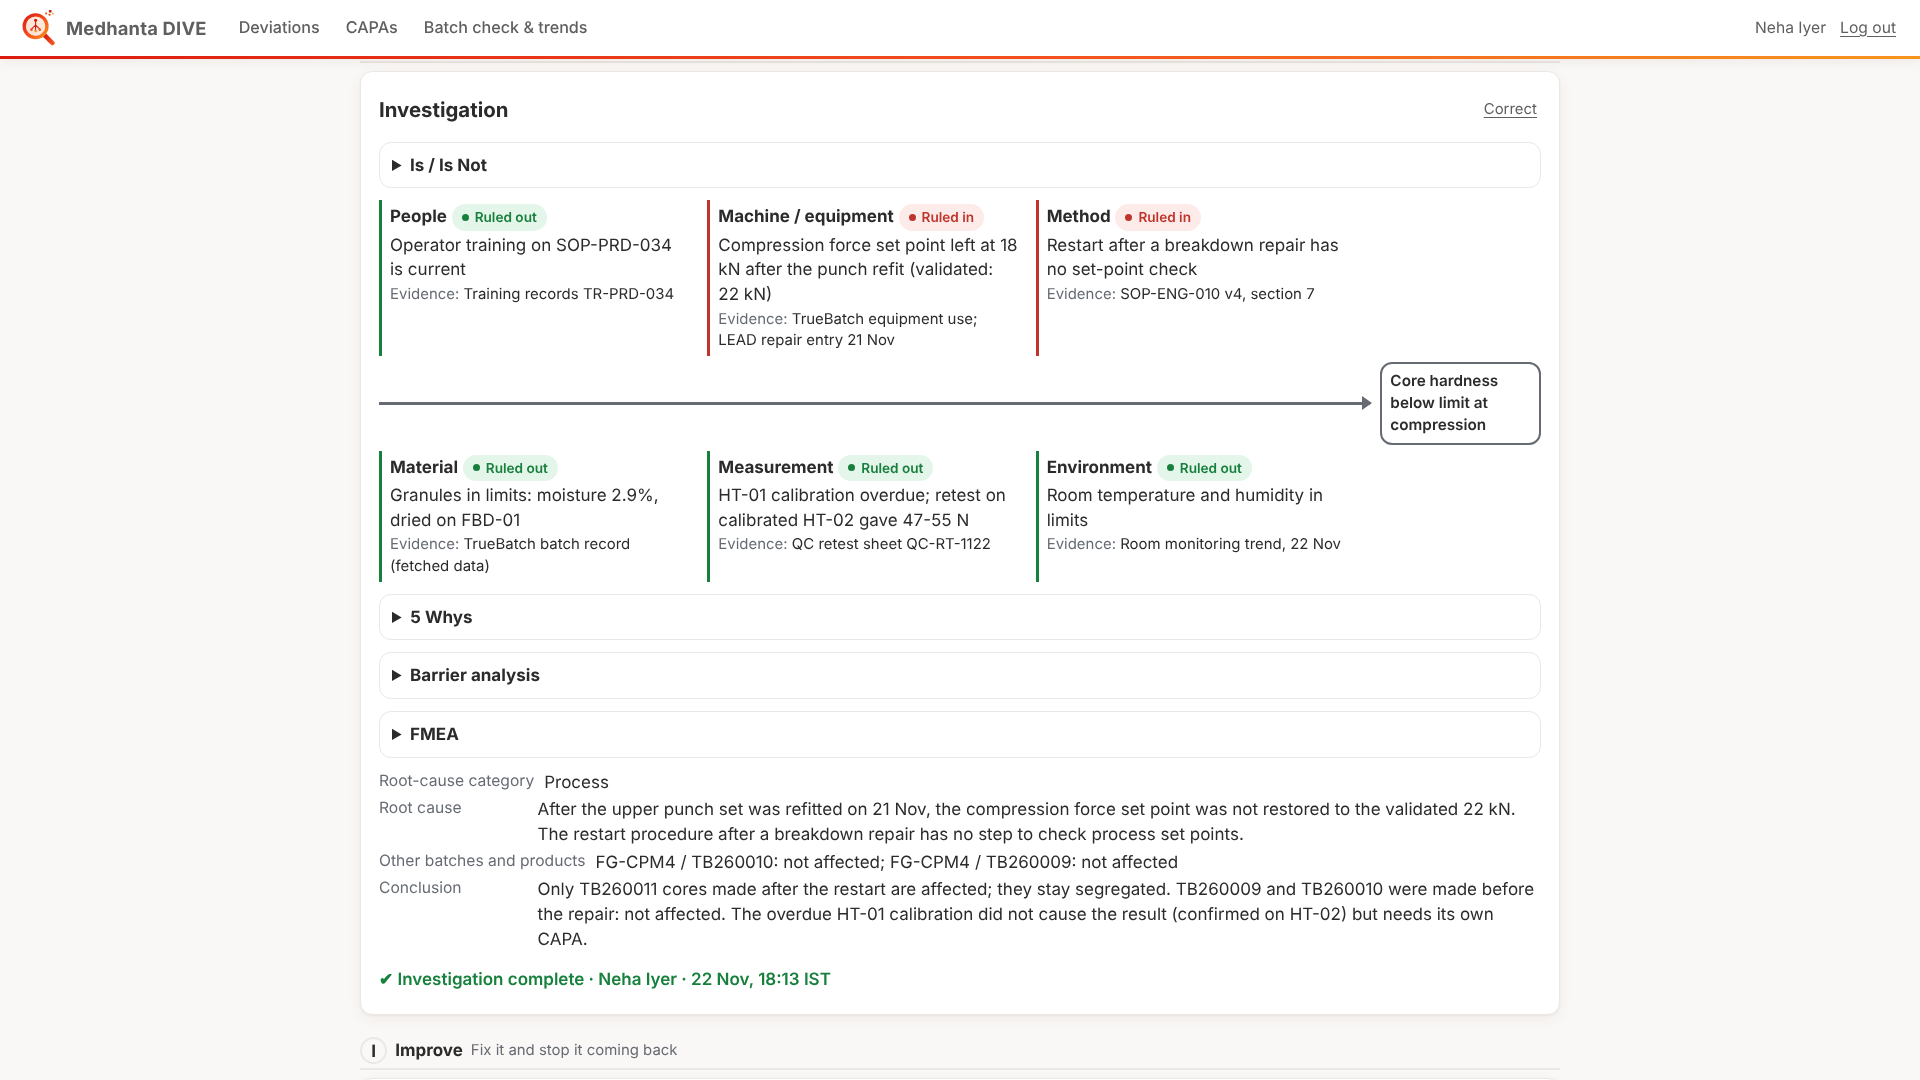 Medhanta DIVE
Deviations
CAPAs
Batch check & trends
Neha Iyer
Log out
Investigation
Correct
Is / Is Not
People
Ruled out
Operator training on SOP-PRD-034
is current
Evidence: Training records TR-PRD-034
Machine / equipment
Ruled in
Compression force set point left at 18
kN after the punch refit (validated:
22 kN)
Evidence: TrueBatch equipment use;
LEAD repair entry 21 Nov
Method
Ruled in
Restart after a breakdown repair has
no set-point check
Evidence: SOP-ENG-010 v4, section 7
Core hardness
below limit at
compression
Material
Ruled out
Granules in limits: moisture 2.9%,
dried on FBD-01
Evidence: TrueBatch batch record
(fetched data)
Measurement
Ruled out
HT-01 calibration overdue; retest on
calibrated HT-02 gave 47-55 N
Evidence: QC retest sheet QC-RT-1122
Environment
Ruled out
Room temperature and humidity in
limits
Evidence: Room monitoring trend, 22 Nov
5 Whys
Barrier analysis
FMEA
Root-cause category Process
Root cause
After the upper punch set was refitted on 21 Nov, the compression force set point was not restored to the validated 22 kN.
The restart procedure after a breakdown repair has no step to check process set points.
Other batches and products FG-CPM4 / TB260010: not affected; FG-CPM4 / TB260009: not affected
Conclusion
Only TB260011 cores made after the restart are affected; they stay segregated. TB260009 and TB260010 were made before
the repair: not affected. The overdue HT-01 calibration did not cause the result (confirmed on HT-02) but needs its own
CAPA.
✔ Investigation complete · Neha Iyer · 22 Nov, 18:13 IST
I
Improve Fix it and stop it coming back